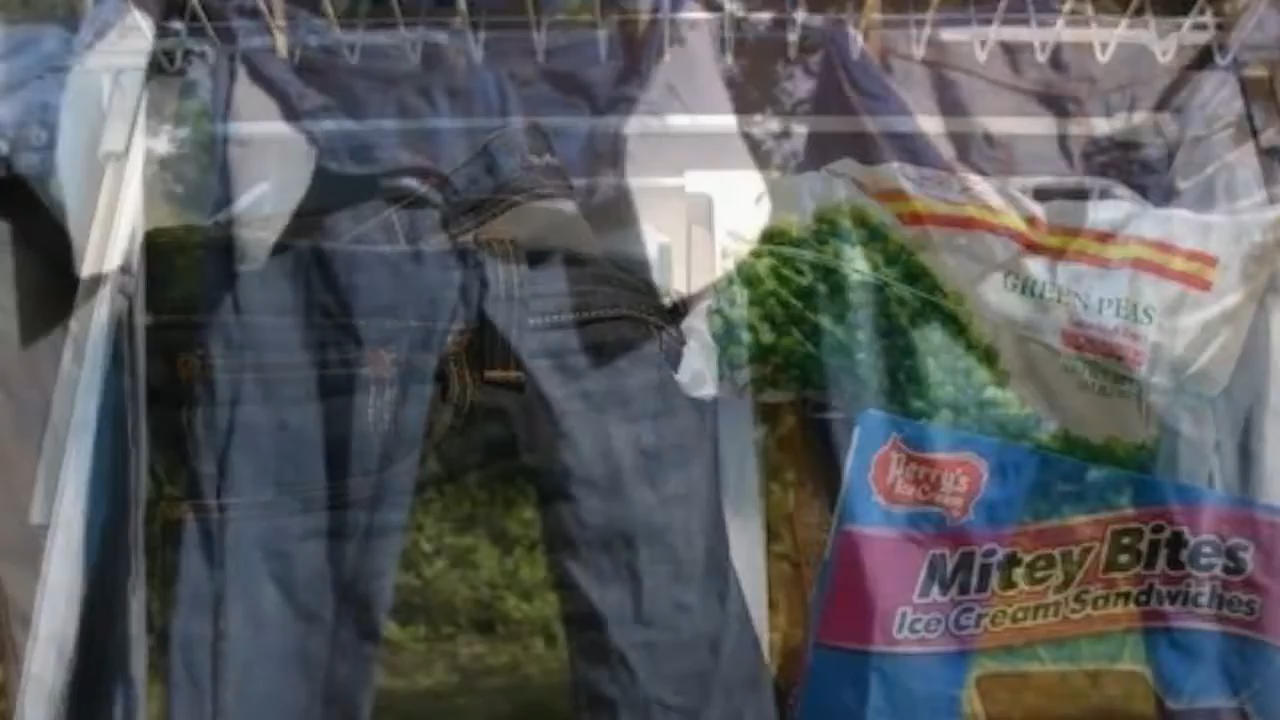 GREEN PEAS
Perry's
Ice Cream
Mitey Bites
Ice Cream Sandwiches